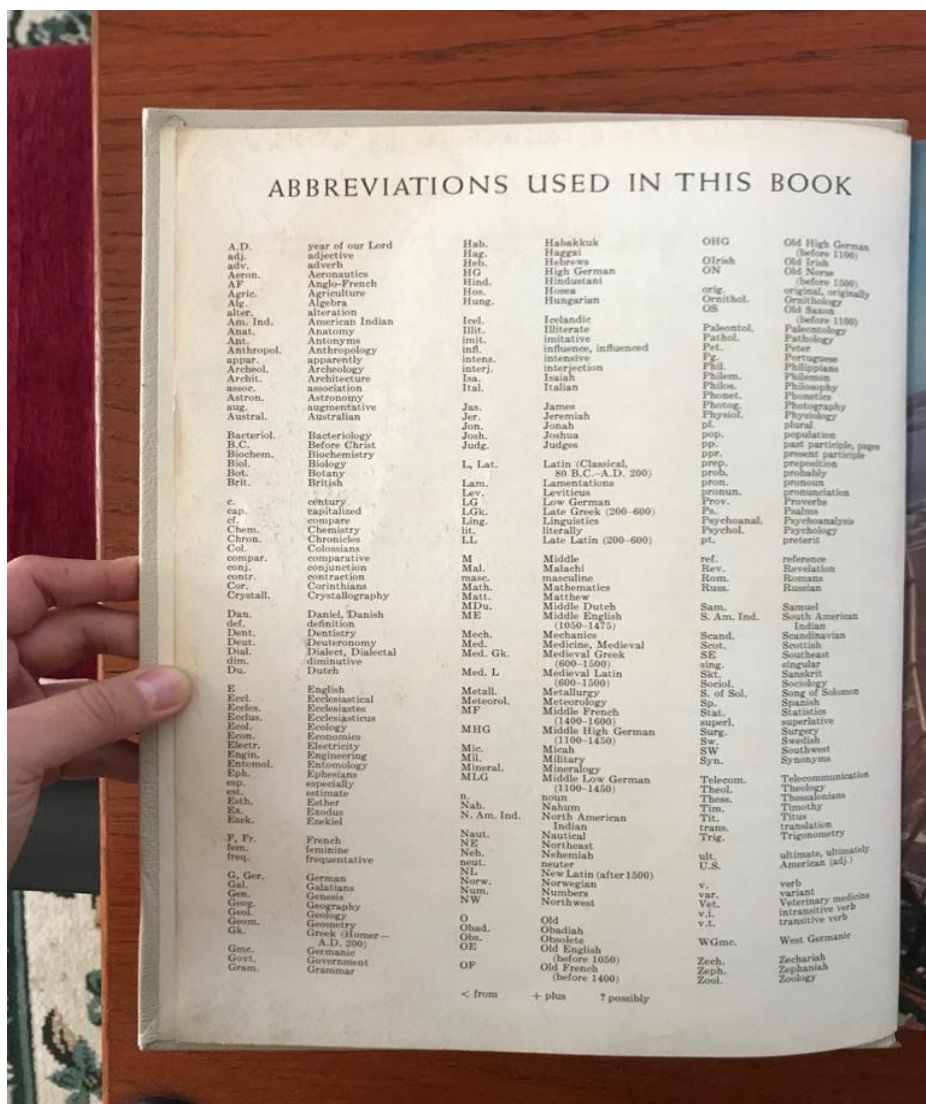 ABBREVIATIONS USED IN THIS BOOK
A.D. year of our Lord
adj. adjective
adv. adverb
Aeron. Aeronautics
AF Anglo-French
Agric. Agriculture
Alg. Algebra
alter. alteration
Am. Ind. American Indian
Anat. Anatomy
Ant. Antonyms
Anthropol. Anthropology
appar. apparently
Archeol. Archeology
Archit. Architecture
assoc. association
Astron. Astronomy
aug. augmentative
Austral. Australian
Bacteriol. Bacteriology
B.C. Before Christ
Biochem. Biochemistry
Biol. Biology
Bot. Botany
Brit. British
c. century
cap. capitalized
cf. compare
Chem. Chemistry
Chron. Chronicles
Col. Colossians
compar. comparative
conj. conjunction
contr. contraction
Cor. Corinthians
Crystall. Crystallography
Dan. Daniel, Danish
def. definition
Dent. Dentistry
Deut. Deuteronomy
Dial. Dialect, Dialectal
dim. diminutive
Du. Dutch
E English
Eccl. Ecclesiastical
Eccles. Ecclesiastes
Ecclus. Ecclesiasticus
Ecol. Ecology
Econ. Economics
Electr. Electricity
Engin. Engineering
Entomol. Entomology
Eph. Ephesians
esp. especially
est. estimate
Esth. Esther
Ex. Exodus
Ezek. Ezekiel
F, Fr. French
fem. feminine
freq. frequentative
G, Ger. German
Gal. Galatians
Gen. Genesis
Geog. Geography
Geol. Geology
Geom. Geometry
Gk. Greek (Homer—
A.D. 200)
Gmc. Germanic
Govt. Government
Gram. Grammar
Hab. Habakkuk
Hag. Haggai
Heb. Hebrews
HG High German
Hind. Hindustani
Hos. Hosea
Hung. Hungarian
Icel. Icelandic
Illit. Illiterate
imit. imitative
infl. influence, influenced
intens. intensive
interj. interjection
Isa. Isaiah
Ital. Italian
Jas. James
Jer. Jeremiah
Jon. Jonah
Josh. Joshua
Judg. Judges
L, Lat. Latin (Classical,
80 B.C.–A.D. 200)
Lam. Lamentations
Lev. Leviticus
LG Low German
LGk. Late Greek (200–600)
Ling. Linguistics
lit. literally
LL Late Latin (200–600)
M Middle
Mal. Malachi
masc. masculine
Math. Mathematics
Matt. Matthew
MDu. Middle Dutch
ME Middle English
(1050–1475)
Mech. Mechanics
Med. Medicine, Medieval
Med. Gk. Medieval Greek
(600–1500)
Med. L Medieval Latin
(600–1500)
Metall. Metallurgy
Meteorol. Meteorology
MF Middle French
(1400–1600)
MHG Middle High German
(1100–1450)
Mic. Micah
Mil. Military
Mineral. Mineralogy
MLG Middle Low German
(1100–1450)
n. noun
Nah. Nahum
N. Am. Ind. North American
Indian
Naut. Nautical
NE Northeast
Neh. Nehemiah
neut. neuter
NL New Latin (after 1500)
Norw. Norwegian
Num. Numbers
NW Northwest
O Old
Obad. Obadiah
Obs. Obsolete
OE Old English
(before 1050)
OF Old French
(before 1400)
OHG Old High German
(before 1100)
OIrish Old Irish
ON Old Norse
(before 1500)
orig. original, originally
Ornithol. Ornithology
OS Old Saxon
(before 1100)
Paleontol. Paleontology
Pathol. Pathology
Pet. Peter
Pg. Portuguese
Phil. Philippians
Philem. Philemon
Philos. Philosophy
Phonet. Phonetics
Photog. Photography
Physiol. Physiology
pl. plural
pop. population
pp. past participle, pages
ppr. present participle
prep. preposition
prob. probably
pron. pronoun
pronun. pronunciation
Prov. Proverbs
Ps. Psalms
Psychoanal. Psychoanalysis
Psychol. Psychology
pt. preterit
ref. reference
Rev. Revelation
Rom. Romans
Russ. Russian
Sam. Samuel
S. Am. Ind. South American
Indian
Scand. Scandinavian
Scot. Scottish
SE Southeast
sing. singular
Skt. Sanskrit
Sociol. Sociology
S. of Sol. Song of Solomon
Sp. Spanish
Stat. Statistics
superl. superlative
Surg. Surgery
Sw. Swedish
SW Southwest
Syn. Synonyms
Telecom. Telecommunication
Theol. Theology
Thess. Thessalonians
Tim. Timothy
Tit. Titus
trans. translation
Trig. Trigonometry
ult. ultimate, ultimately
U.S. American (adj.)
v. verb
var. variant
Vet. Veterinary medicine
v.i. intransitive verb
v.t. transitive verb
WGmc. West Germanic
Zech. Zechariah
Zeph. Zephaniah
Zool. Zoology
< from + plus ? possibly